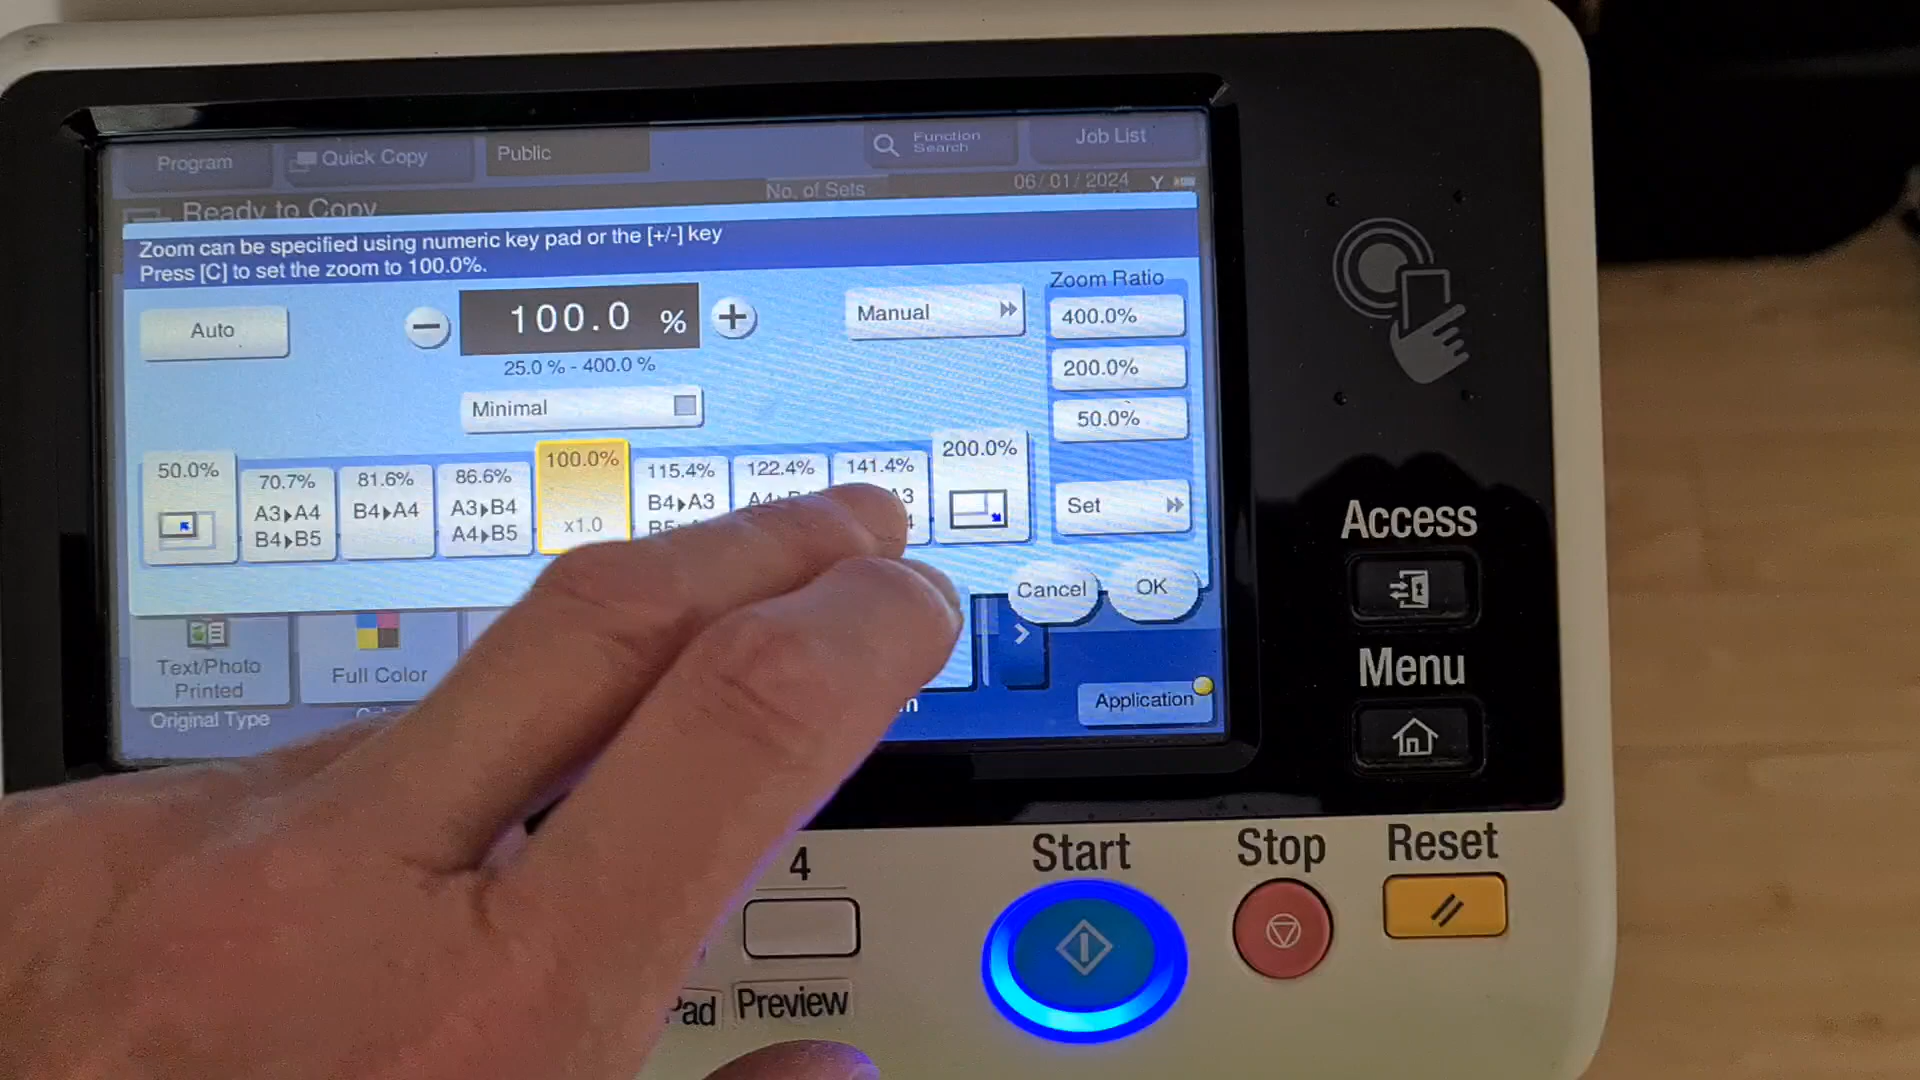 Program
Quick Copy
Public
Function Search
Job List
Ready to Copy
No. of Sets
06/01/2024
Zoom can be specified using numeric key pad or the [+/-] key
Press [C] to set the zoom to 100.0%.
Auto
−
100.0 %
+
Manual
Zoom Ratio
400.0%
25.0 % - 400.0 %
200.0%
Minimal
50.0%
50.0%
70.7%
A3▶A4
B4▶B5
81.6%
B4▶A4
86.6%
A3▶B4
A4▶B5
100.0%
x1.0
115.4%
B4▶A3
122.4%
141.4%
200.0%
Set
Cancel
OK
Text/Photo
Printed
Original Type
Full Color
Application
Access
Menu
4
Start
Stop
Reset
Pad
Preview